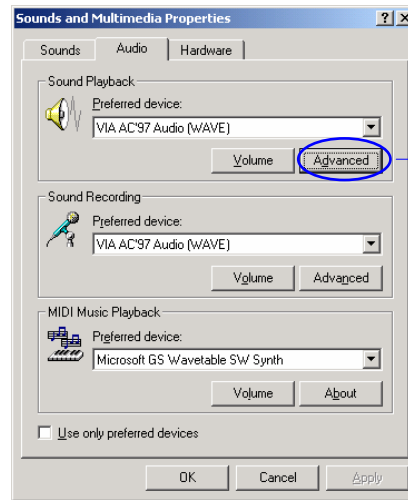 Sounds and Multimedia Properties
Sounds Audio Hardware
Sound Playback
Preferred device:
VIA AC'97 Audio (WAVE)
Volume Advanced
Sound Recording
Preferred device:
VIA AC'97 Audio (WAVE)
Volume Advanced
MIDI Music Playback
Preferred device:
Microsoft GS Wavetable SW Synth
Volume About
Use only preferred devices
OK Cancel Apply